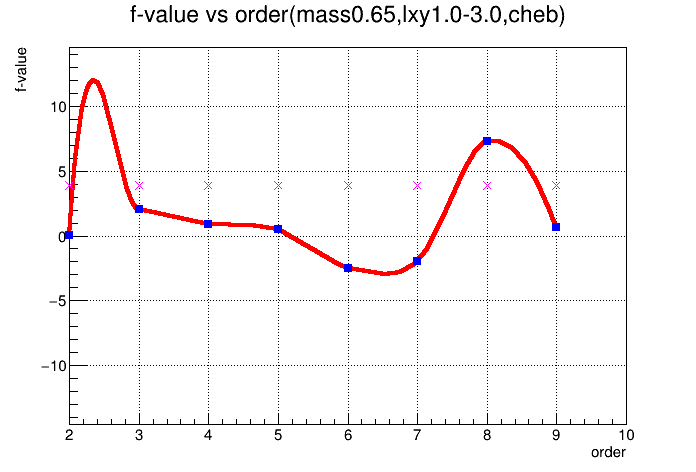 f-value vs order(mass0.65,lxy1.0-3.0,cheb)
f-value
10
5
0
−5
−10
2 3 4 5 6 7 8 9 10
order